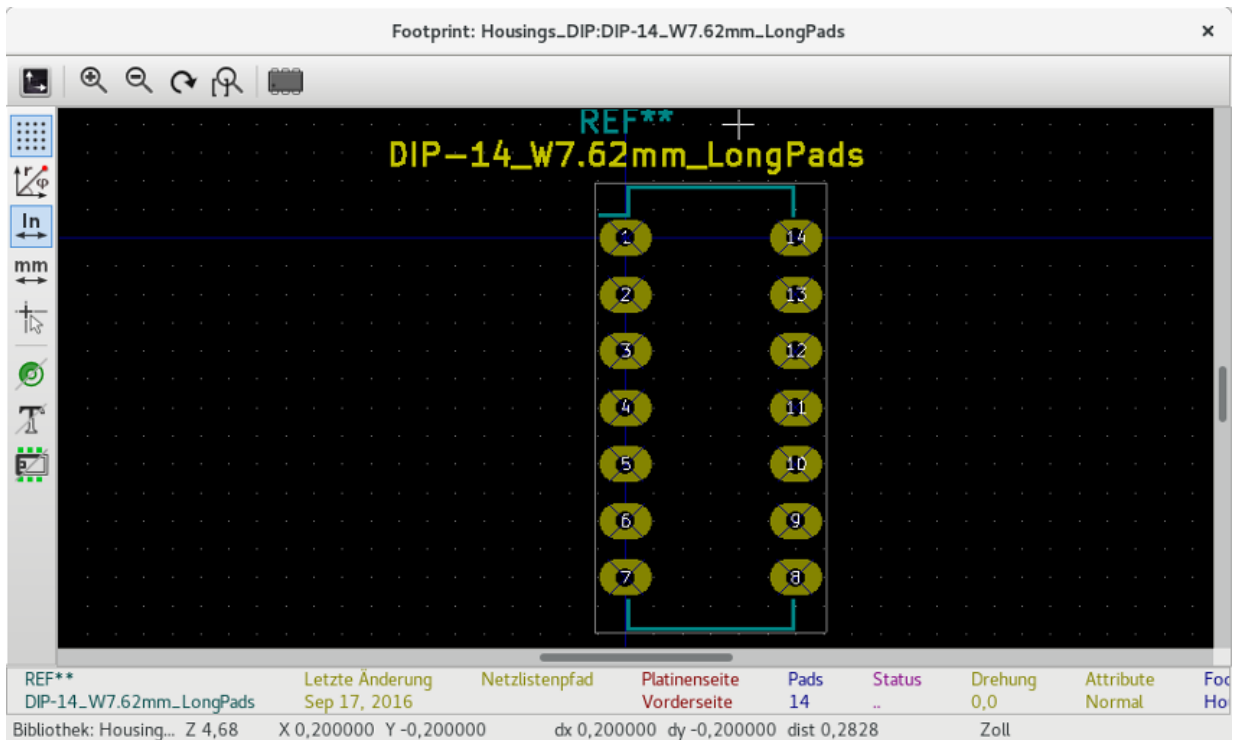 Footprint: Housings_DIP:DIP-14_W7.62mm_LongPads ×
In
mm
REF**
DIP-14_W7.62mm_LongPads
1 14
2 13
3 12
4 11
5 10
6 9
7 8
REF** Letzte Änderung Netzlistenpfad Platinenseite Pads Status Drehung Attribute Foo
DIP-14_W7.62mm_LongPads Sep 17, 2016 Vorderseite 14 .. 0,0 Normal Hou
Bibliothek: Housing... Z 4,68 X 0,200000 Y -0,200000 dx 0,200000 dy -0,200000 dist 0,2828 Zoll